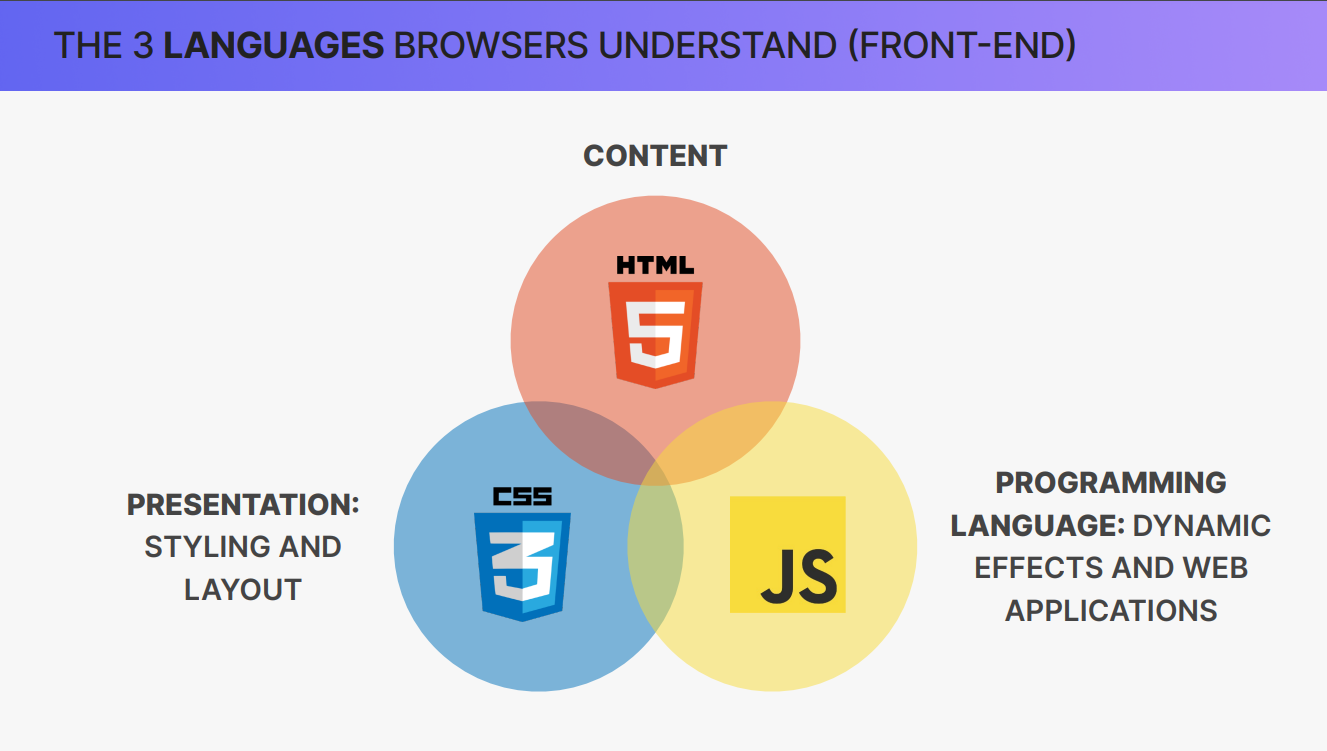 THE 3 LANGUAGES BROWSERS UNDERSTAND (FRONT-END)
CONTENT
HTML
5
PRESENTATION:
STYLING AND
LAYOUT
CSS
3
JS
PROGRAMMING
LANGUAGE: DYNAMIC
EFFECTS AND WEB
APPLICATIONS